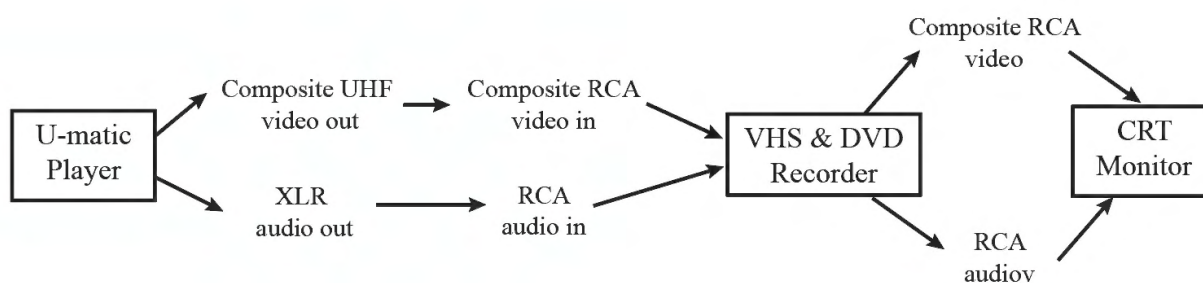 U-matic
Player
Composite UHF
video out
XLR
audio out
Composite RCA
video in
RCA
audio in
VHS & DVD
Recorder
Composite RCA
video
RCA
audiov
CRT
Monitor